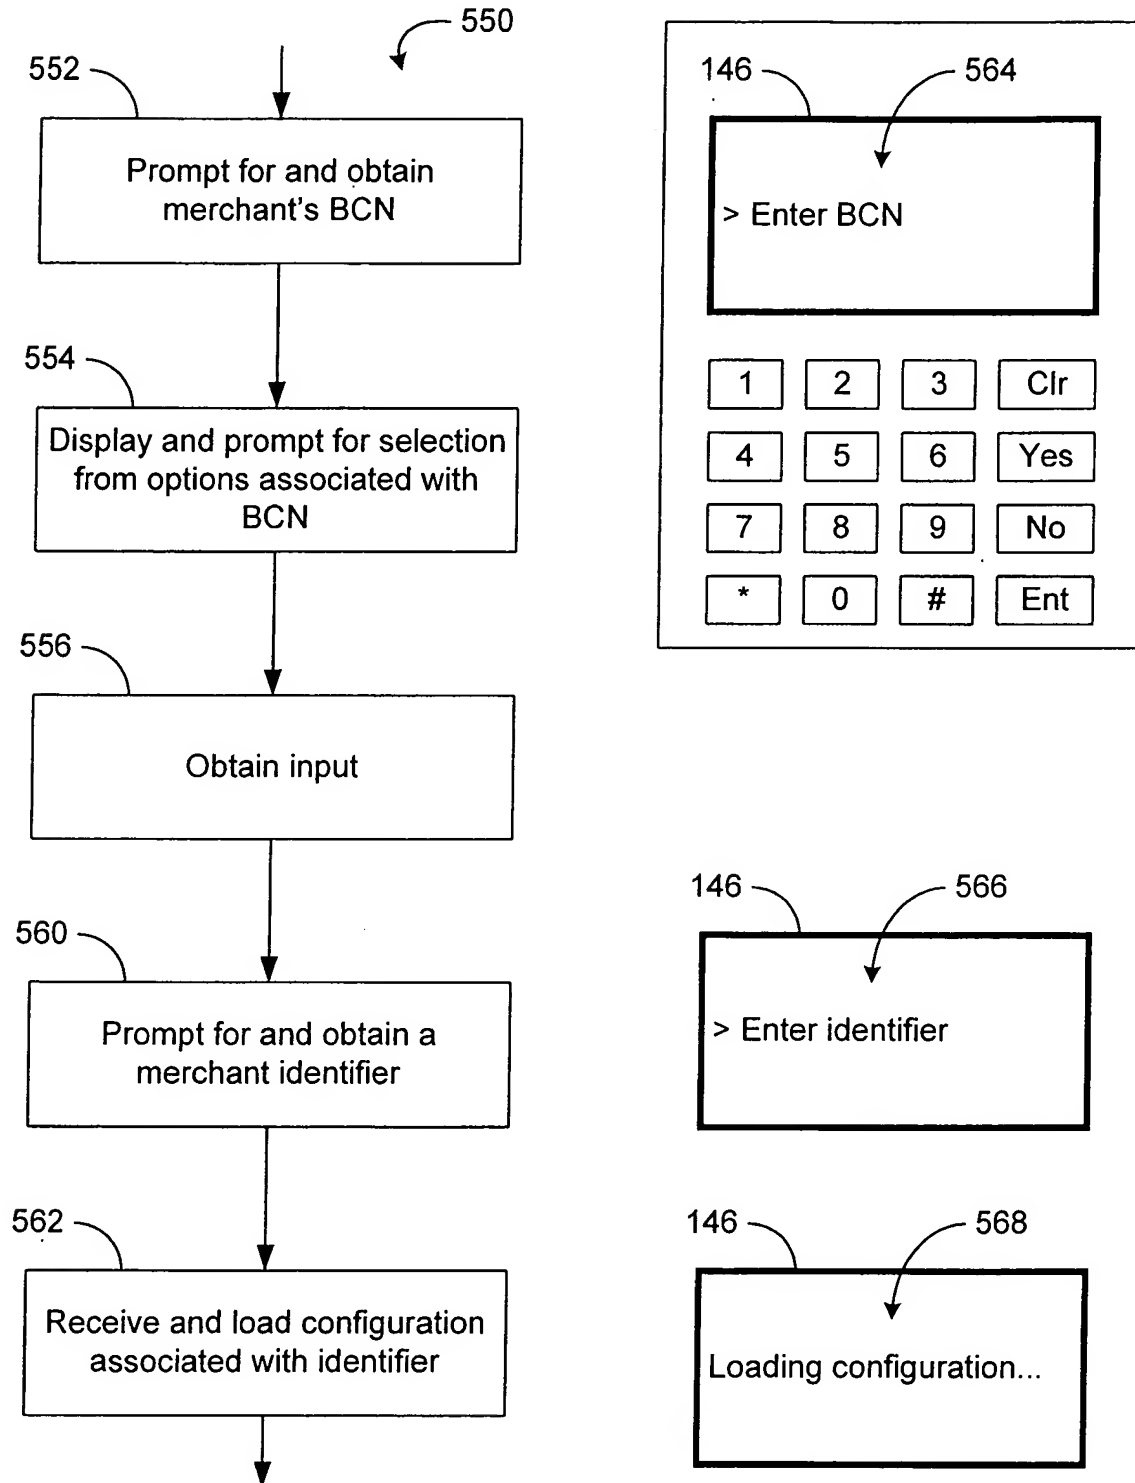 550
552
Prompt for and obtain
merchant's BCN
554
Display and prompt for selection
from options associated with
BCN
556
Obtain input
560
Prompt for and obtain a
merchant identifier
562
Receive and load configuration
associated with identifier
146 564
> Enter BCN
1 2 3 Clr
4 5 6 Yes
7 8 9 No
* 0 # Ent
146 566
> Enter identifier
146 568
Loading configuration...